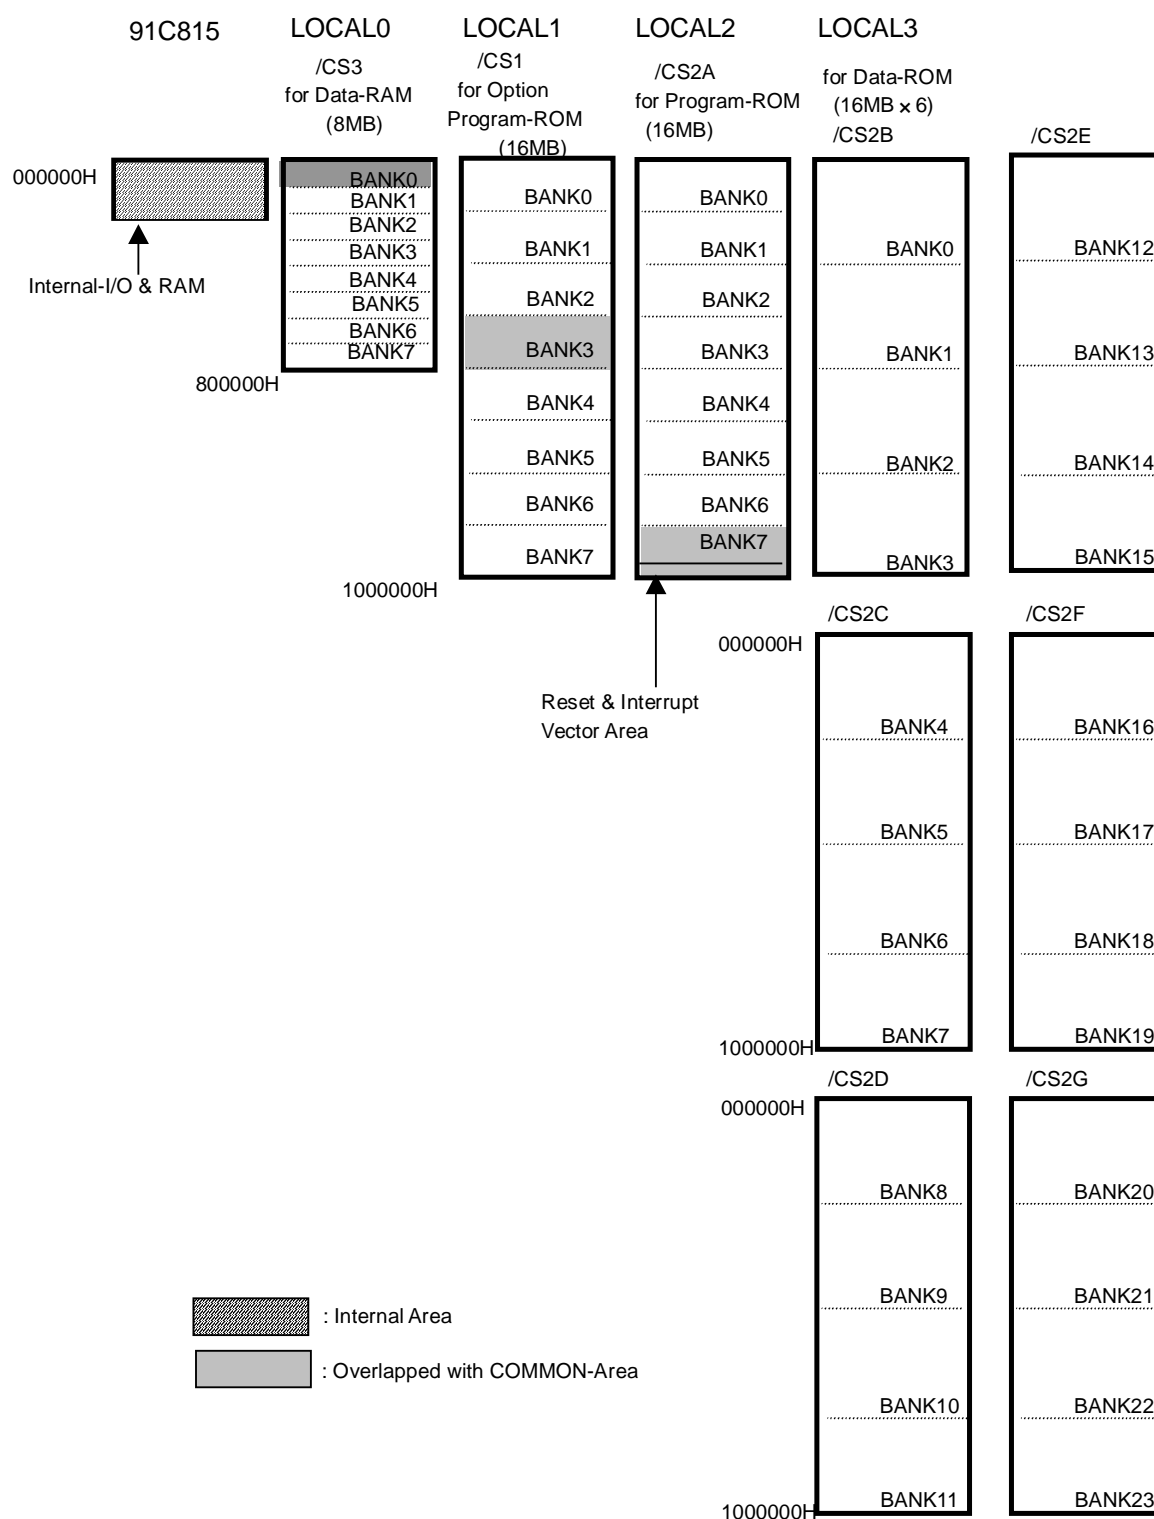 91C815
LOCAL0
LOCAL1
LOCAL2
LOCAL3
/CS3
for Data-RAM
(8MB)
/CS1
for Option
Program-ROM
(16MB)
/CS2A
for Program-ROM
(16MB)
for Data-ROM
(16MB × 6)
/CS2B
/CS2E
000000H
Internal-I/O & RAM
BANK0
BANK1
BANK2
BANK3
BANK4
BANK5
BANK6
BANK7
800000H
BANK0
BANK1
BANK2
BANK3
BANK4
BANK5
BANK6
BANK7
1000000H
BANK0
BANK1
BANK2
BANK3
BANK4
BANK5
BANK6
BANK7
Reset & Interrupt
Vector Area
BANK0
BANK1
BANK2
BANK3
BANK12
BANK13
BANK14
BANK15
/CS2C
/CS2F
000000H
BANK4
BANK5
BANK6
BANK7
1000000H
BANK16
BANK17
BANK18
BANK19
/CS2D
/CS2G
000000H
BANK8
BANK9
BANK10
BANK11
1000000H
BANK20
BANK21
BANK22
BANK23
: Internal Area
: Overlapped with COMMON-Area